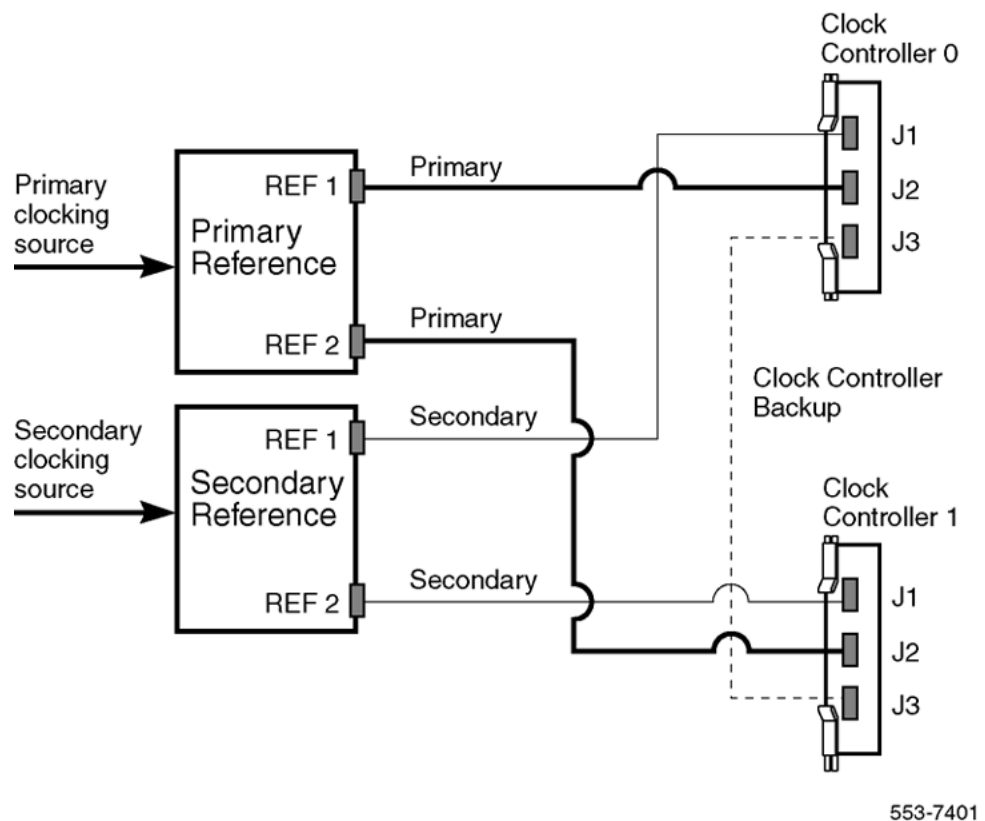 Clock
Controller 0
J1
J2
J3
Primary
clocking
source
REF 1
Primary
Reference
REF 2
Primary
Primary
Secondary
clocking
source
REF 1
Secondary
Reference
REF 2
Secondary
Secondary
Clock Controller
Backup
Clock
Controller 1
J1
J2
J3
553-7401